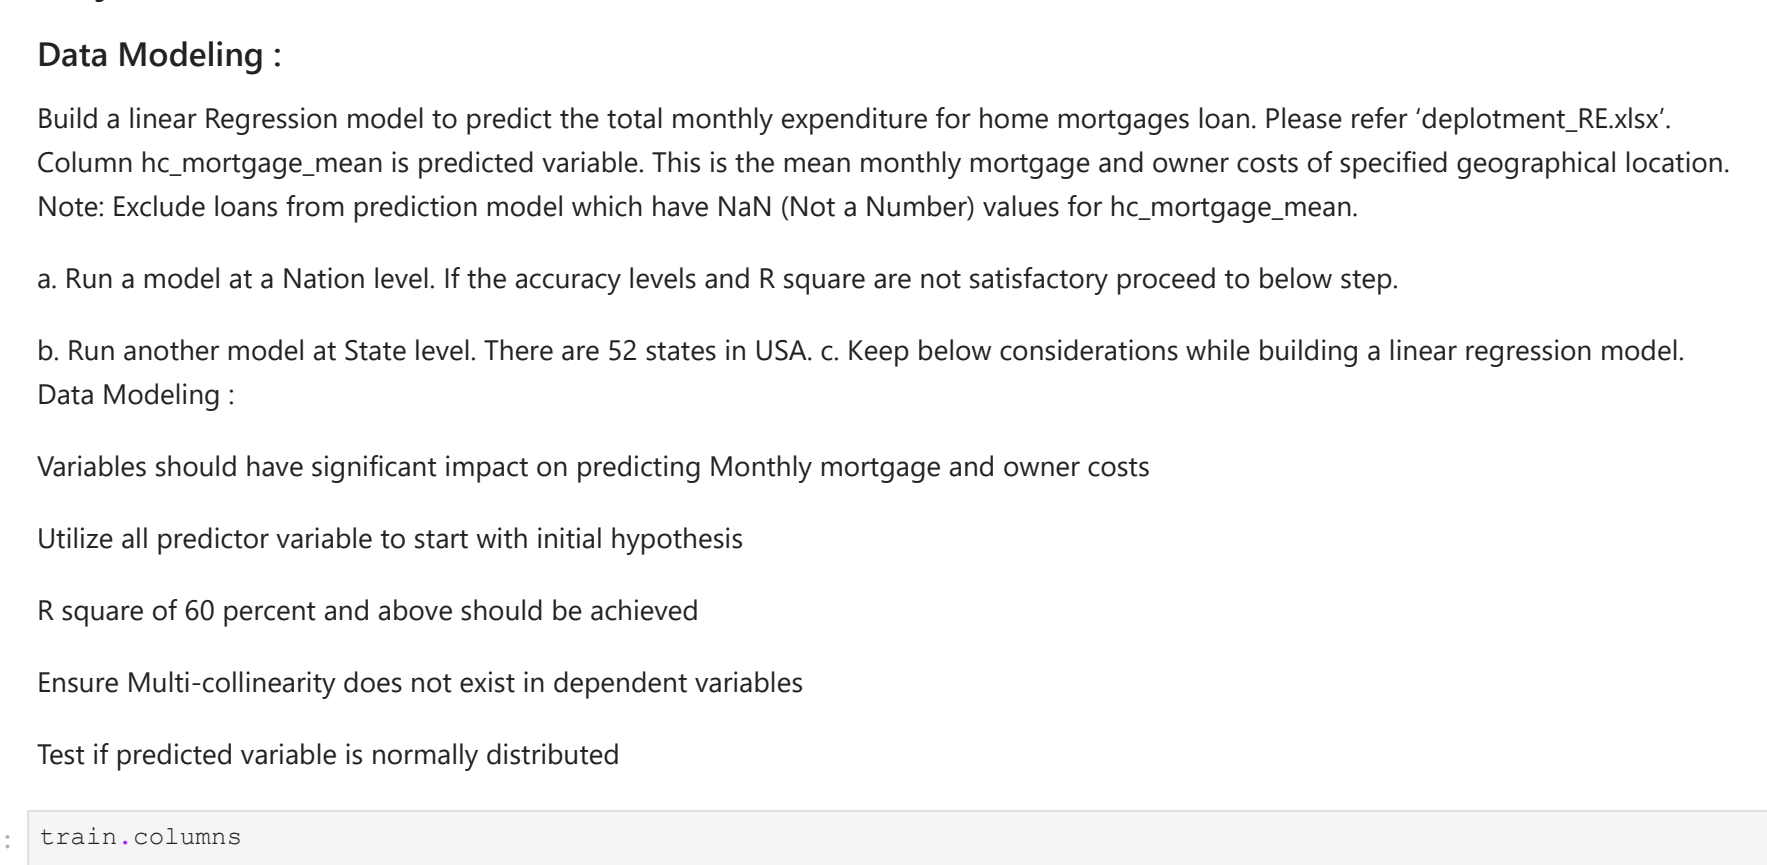 Data Modeling :
Build a linear Regression model to predict the total monthly expenditure for home mortgages loan. Please refer ‘deplotment_RE.xlsx’.
Column hc_mortgage_mean is predicted variable. This is the mean monthly mortgage and owner costs of specified geographical location.
Note: Exclude loans from prediction model which have NaN (Not a Number) values for hc_mortgage_mean.
a. Run a model at a Nation level. If the accuracy levels and R square are not satisfactory proceed to below step.
b. Run another model at State level. There are 52 states in USA. c. Keep below considerations while building a linear regression model.
Data Modeling :
Variables should have significant impact on predicting Monthly mortgage and owner costs
Utilize all predictor variable to start with initial hypothesis
R square of 60 percent and above should be achieved
Ensure Multi-collinearity does not exist in dependent variables
Test if predicted variable is normally distributed
: train.columns